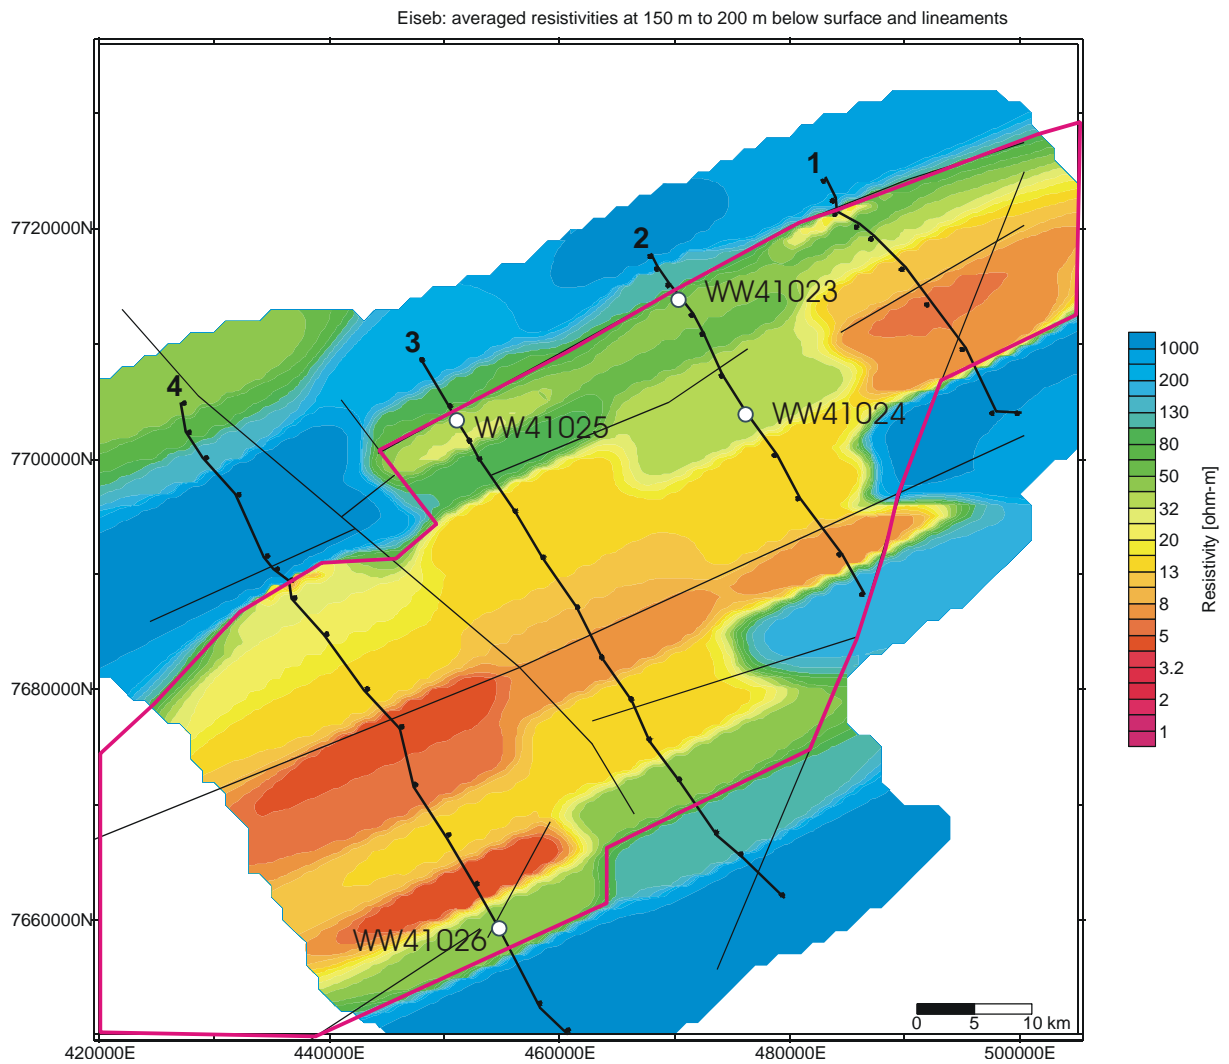 Eiseb: averaged resistivities at 150 m to 200 m below surface and lineaments
1
7720000N
2
WW41023
3
1000
4
200
WW41024
WW41025
130
80
7700000N
50
32
20
13
8
5
3.2
2
1
Resistivity [ohm-m]
7680000N
7660000N
WW41026
0 5 10 km
420000E 440000E 460000E 480000E 500000E